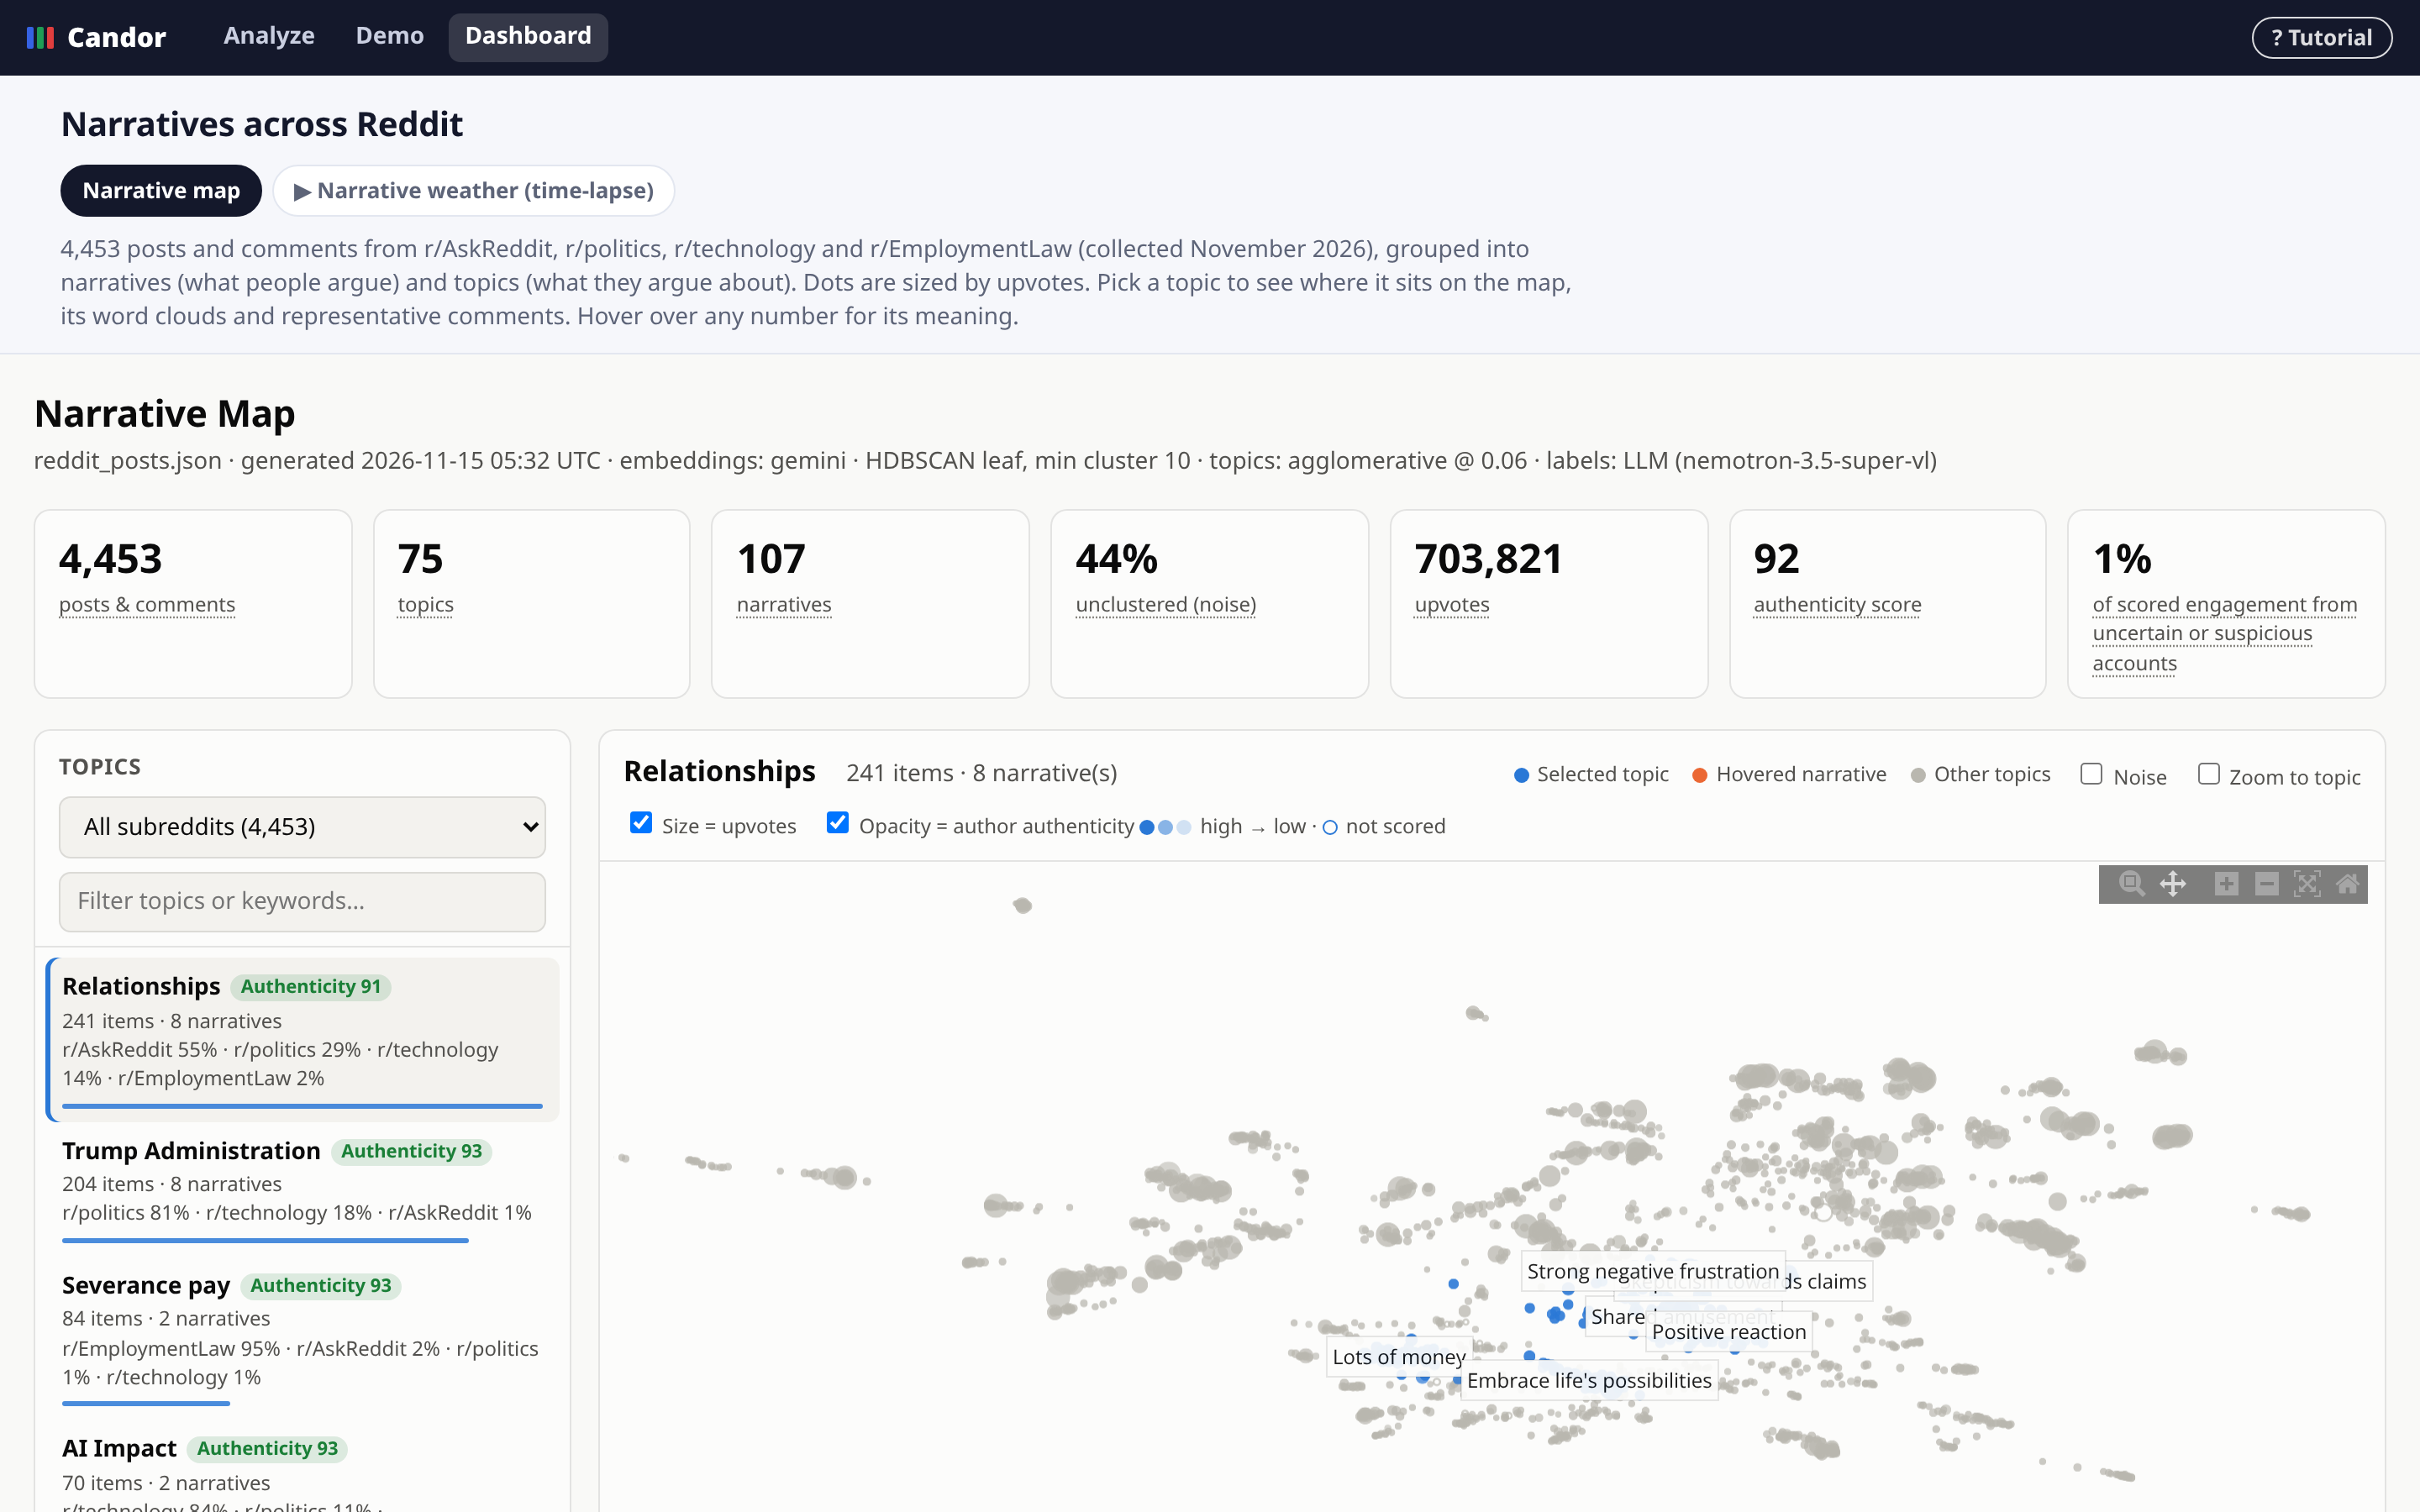 Candor
Analyze
Demo
Dashboard
? Tutorial
Narratives across Reddit
Narrative map
▶ Narrative weather (time-lapse)
4,453 posts and comments from r/AskReddit, r/politics, r/technology and r/EmploymentLaw (collected November 2026), grouped into
narratives (what people argue) and topics (what they argue about). Dots are sized by upvotes. Pick a topic to see where it sits on the map,
its word clouds and representative comments. Hover over any number for its meaning.
Narrative Map
reddit_posts.json · generated 2026-11-15 05:32 UTC · embeddings: gemini · HDBSCAN leaf, min cluster 10 · topics: agglomerative @ 0.06 · labels: LLM (nemotron-3.5-super-vl)
4,453
posts & comments
75
topics
107
narratives
44%
unclustered (noise)
703,821
upvotes
92
authenticity score
1%
of scored engagement from
uncertain or suspicious
accounts
TOPICS
All subreddits (4,453)
Filter topics or keywords...
Relationships Authenticity 91
241 items · 8 narratives
r/AskReddit 55% · r/politics 29% · r/technology
14% · r/EmploymentLaw 2%
Trump Administration Authenticity 93
204 items · 8 narratives
r/politics 81% · r/technology 18% · r/AskReddit 1%
Severance pay Authenticity 93
84 items · 2 narratives
r/EmploymentLaw 95% · r/AskReddit 2% · r/politics
1% · r/technology 1%
AI Impact Authenticity 93
70 items · 2 narratives
r/technology 84% · r/politics 11% ·
Relationships 241 items · 8 narrative(s)
Selected topic
Hovered narrative
Other topics
Noise
Zoom to topic
Size = upvotes
Opacity = author authenticity high → low · not scored
Strong negative frustration
skepticism towards claims
Shared amusement
Positive reaction
Lots of money
Embrace life's possibilities